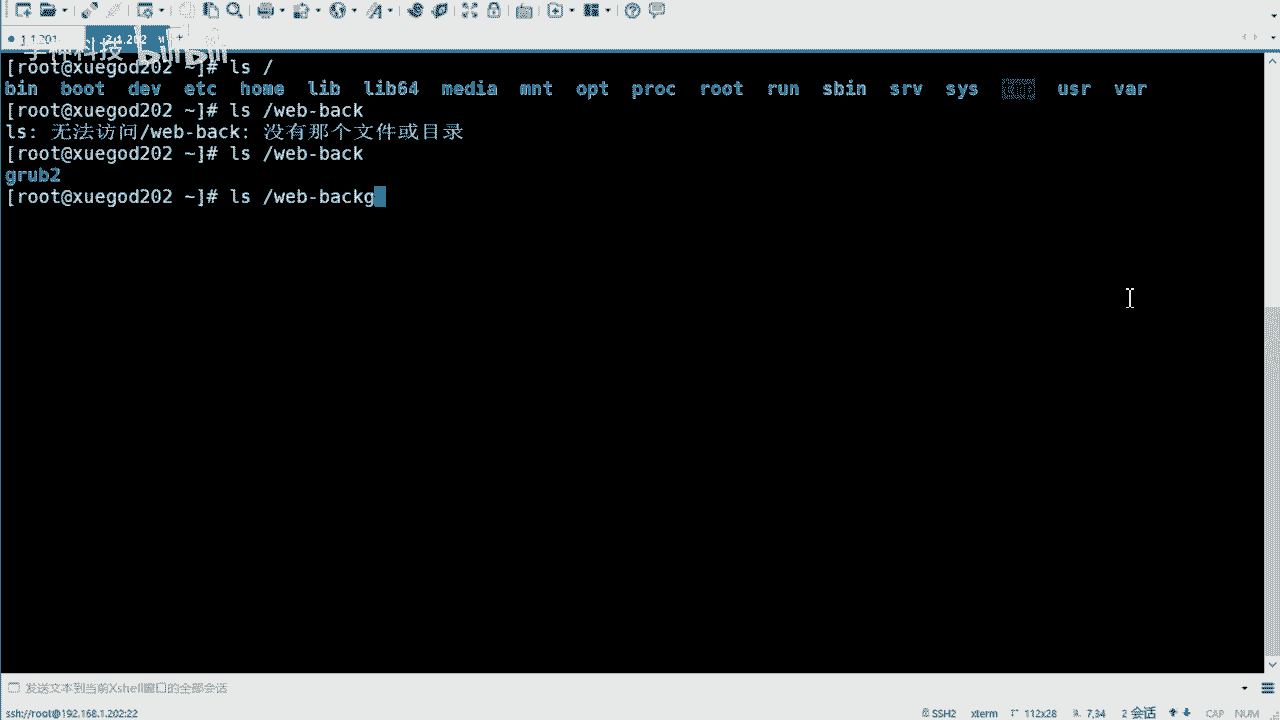 1 1.201
2 1.202
学神科技 bilibili
[root@xuegod202 ~]# ls /
bin boot dev etc home lib lib64 media mnt opt proc root run sbin srv sys tmp usr var
[root@xuegod202 ~]# ls /web-back
ls: 无法访问/web-back: 没有那个文件或目录
[root@xuegod202 ~]# ls /web-back
grub2
[root@xuegod202 ~]# ls /web-backg
发送文本到当前Xshell窗口的全部会话
ssh://root@192.168.1.202:22 SSH2 xterm 112x28 7,34 2 会话 CAP NUM